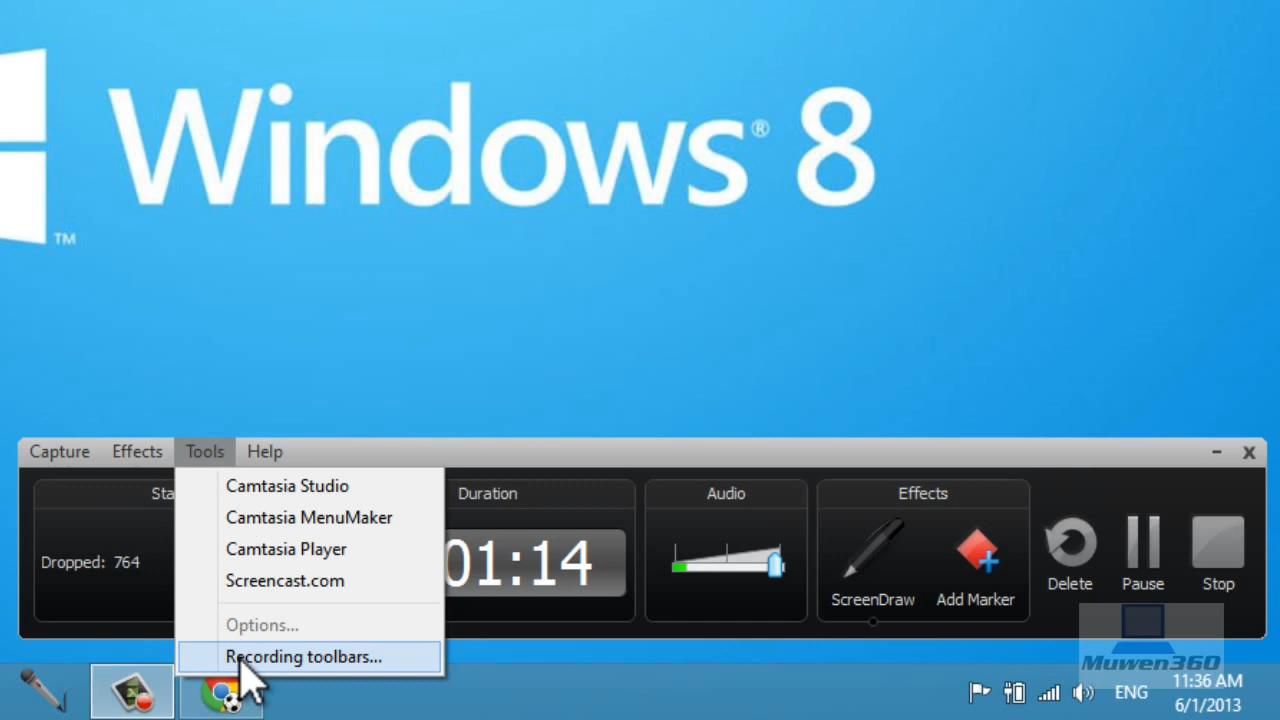 Windows® 8
TM
Capture Effects Tools Help
Sta Duration Audio Effects
Camtasia Studio
Camtasia MenuMaker
Camtasia Player
Screencast.com
Options...
Recording toolbars...
Dropped: 764
01:14
ScreenDraw Add Marker
Delete Pause Stop
Muwen360
ENG
11:36 AM
6/1/2013